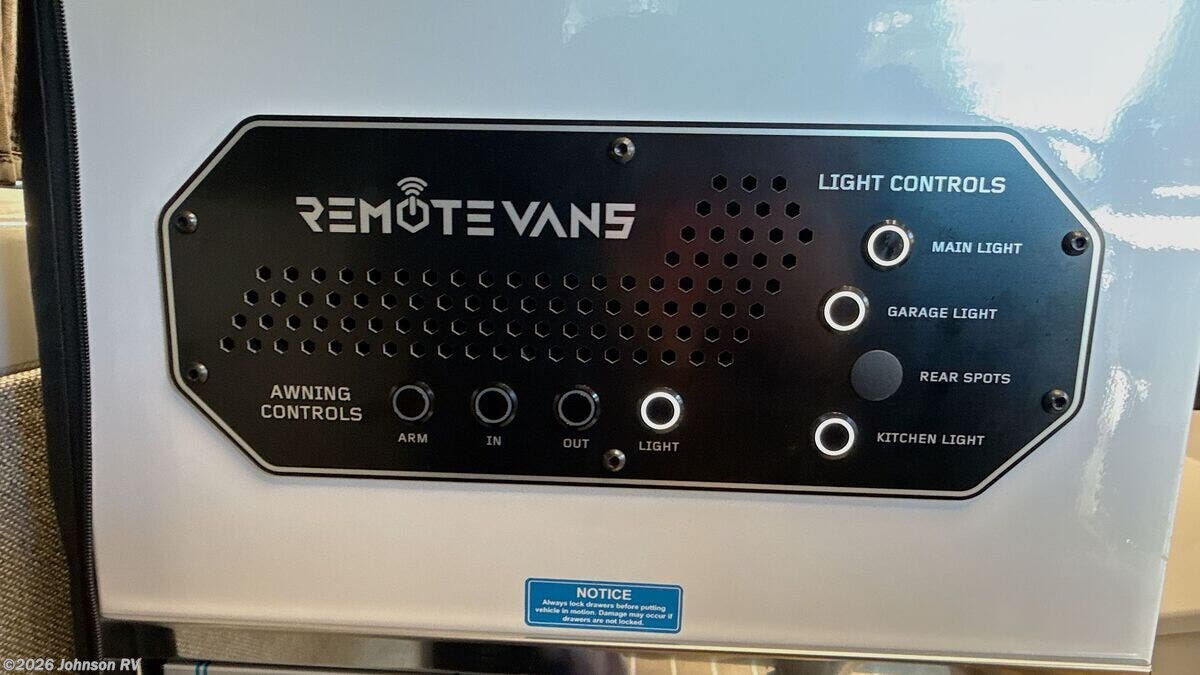 REMOTE VANS
LIGHT CONTROLS
MAIN LIGHT
GARAGE LIGHT
REAR SPOTS
KITCHEN LIGHT
AWNING
CONTROLS
ARM
IN
OUT
LIGHT
NOTICE
Always lock drawers before putting
vehicle in motion. Damage may occur if
drawers are not locked.
©2026 Johnson RV